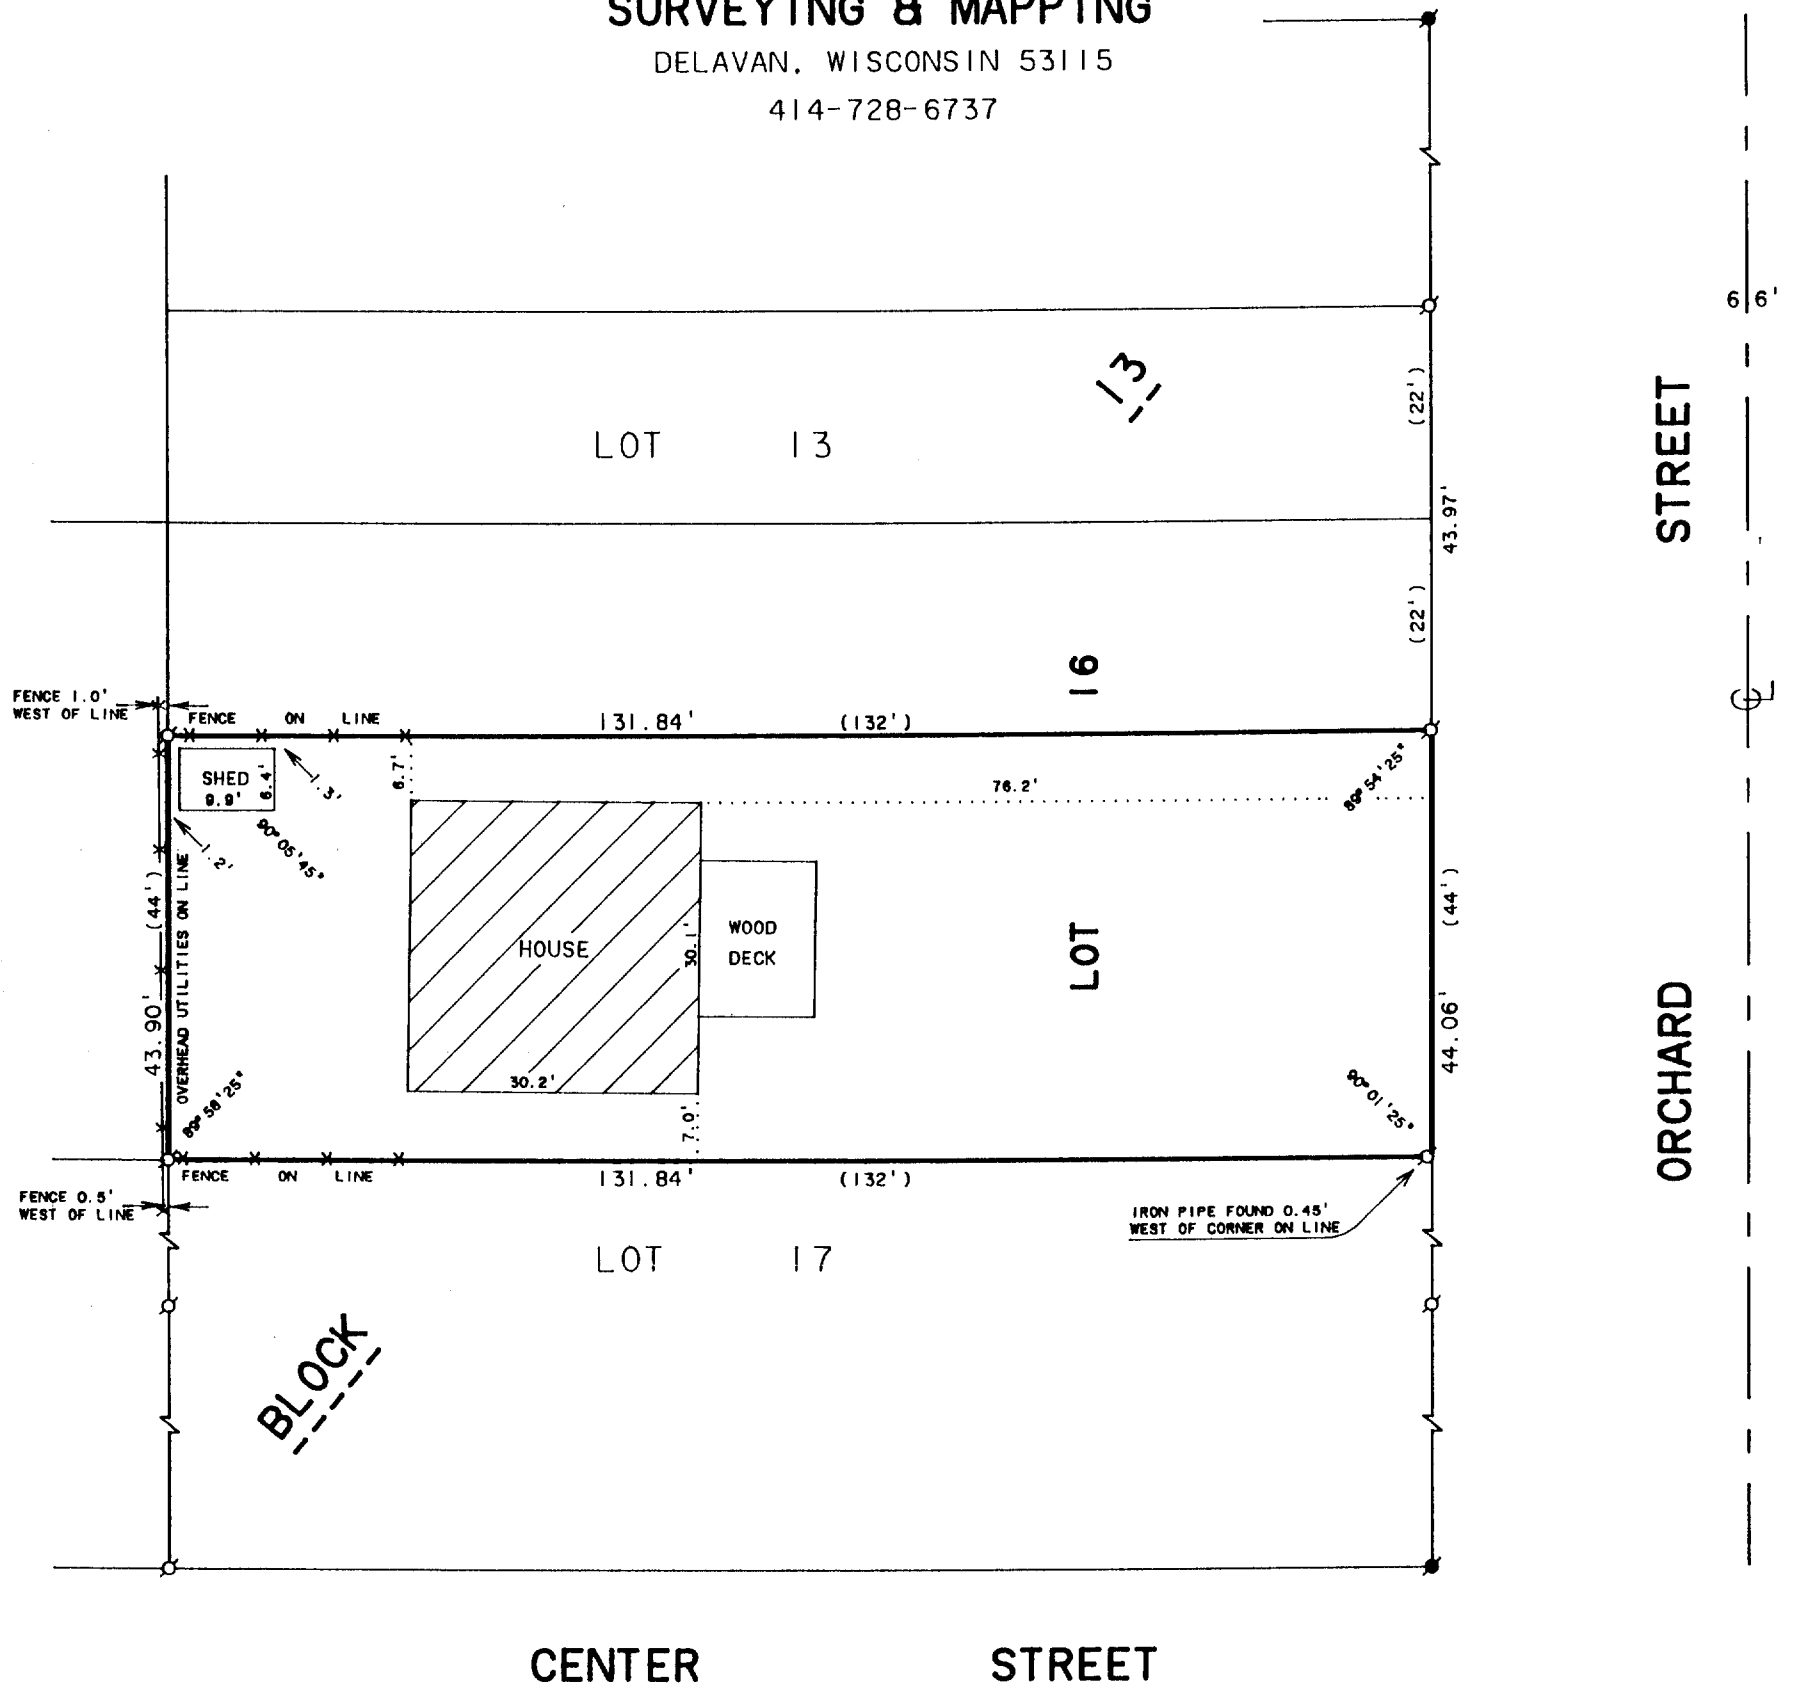 SURVEYING & MAPPING
DELAVAN, WISCONSIN 53115
414-728-6737
66'
13
(22')
STREET
LOT 13
43.97'
(22')
16
℄
FENCE 1.0'
WEST OF LINE
FENCE ON LINE
131.84' (132')
SHED
9.9'
6.4'
1.3'
6.7'
76.2'
89°54'25"
90°05'45"
1.2'
(44')
43.90'
OVERHEAD UTILITIES ON LINE
HOUSE
30.1'
WOOD
DECK
LOT
(44')
44.06'
ORCHARD
30.2'
7.0'
89°58'25"
90°01'25"
FENCE ON LINE
131.84' (132')
FENCE 0.5'
WEST OF LINE
IRON PIPE FOUND 0.45'
WEST OF CORNER ON LINE
LOT 17
BLOCK
CENTER STREET